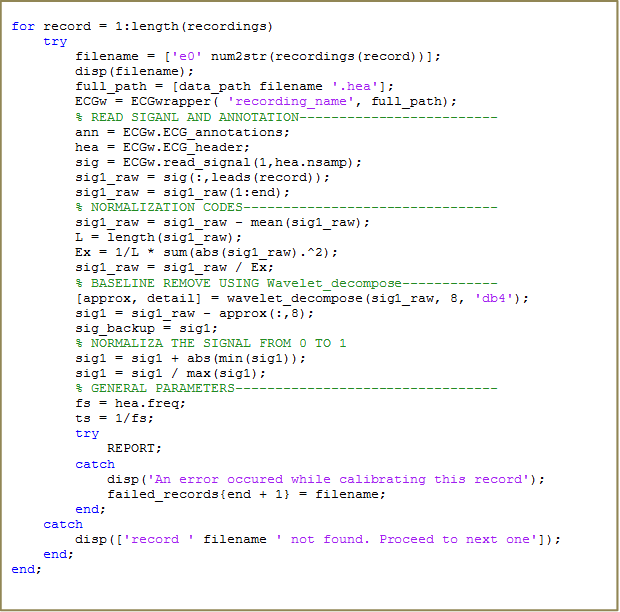 for record = 1:length(recordings)
    try
        filename = ['e0' num2str(recordings(record))];
        disp(filename);
        full_path = [data_path filename '.hea'];
        ECGw = ECGwrapper( 'recording_name', full_path);
        % READ SIGANL AND ANNOTATION-------------------------
        ann = ECGw.ECG_annotations;
        hea = ECGw.ECG_header;
        sig = ECGw.read_signal(1,hea.nsamp);
        sig1_raw = sig(:,leads(record));
        sig1_raw = sig1_raw(1:end);
        % NORMALIZATION CODES--------------------------------
        sig1_raw = sig1_raw - mean(sig1_raw);
        L = length(sig1_raw);
        Ex = 1/L * sum(abs(sig1_raw).^2);
        sig1_raw = sig1_raw / Ex;
        % BASELINE REMOVE USING Wavelet_decompose------------
        [approx, detail] = wavelet_decompose(sig1_raw, 8, 'db4');
        sig1 = sig1_raw - approx(:,8);
        sig_backup = sig1;
        % NORMALIZA THE SIGNAL FROM 0 TO 1
        sig1 = sig1 + abs(min(sig1));
        sig1 = sig1 / max(sig1);
        % GENERAL PARAMETERS---------------------------------
        fs = hea.freq;
        ts = 1/fs;
        try
            REPORT;
        catch
            disp('An error occured while calibrating this record');
            failed_records{end + 1} = filename;
        end;
    catch
        disp(['record ' filename ' not found. Proceed to next one']);
    end;
end;